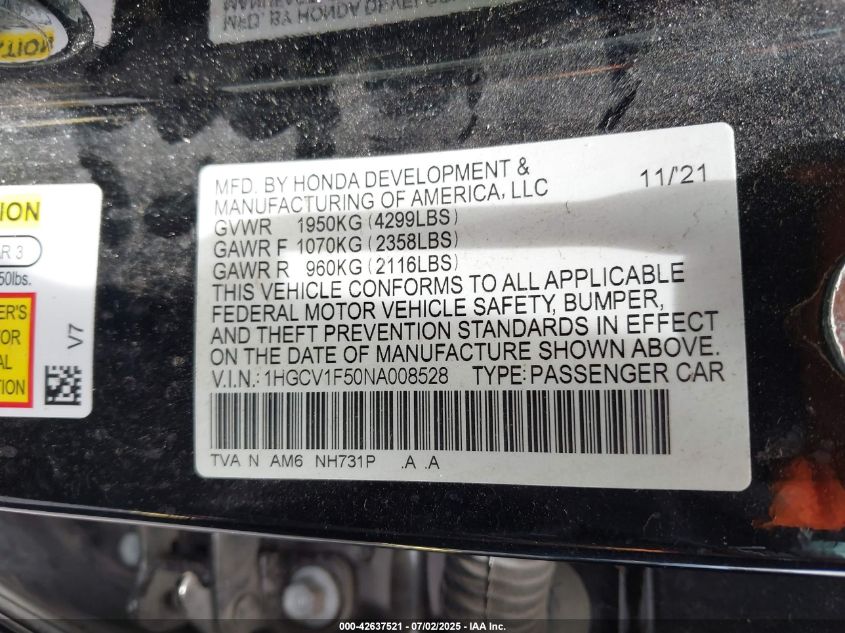 MFD. BY HONDA DEVELOPMENT &
MANUFACTURING OF AMERICA, LLC 11/'21
GVWR 1950KG (4299LBS)
GAWR F 1070KG (2358LBS)
GAWR R 960KG (2116LBS)
THIS VEHICLE CONFORMS TO ALL APPLICABLE
FEDERAL MOTOR VEHICLE SAFETY, BUMPER,
AND THEFT PREVENTION STANDARDS IN EFFECT
ON THE DATE OF MANUFACTURE SHOWN ABOVE.
V.I.N.: 1HGCV1F50NA008528 TYPE: PASSENGER CAR
TVA N AM6 NH731P .A .A
R 3
50lbs.
V7
000-42637521 - 07/02/2025 - IAA Inc.